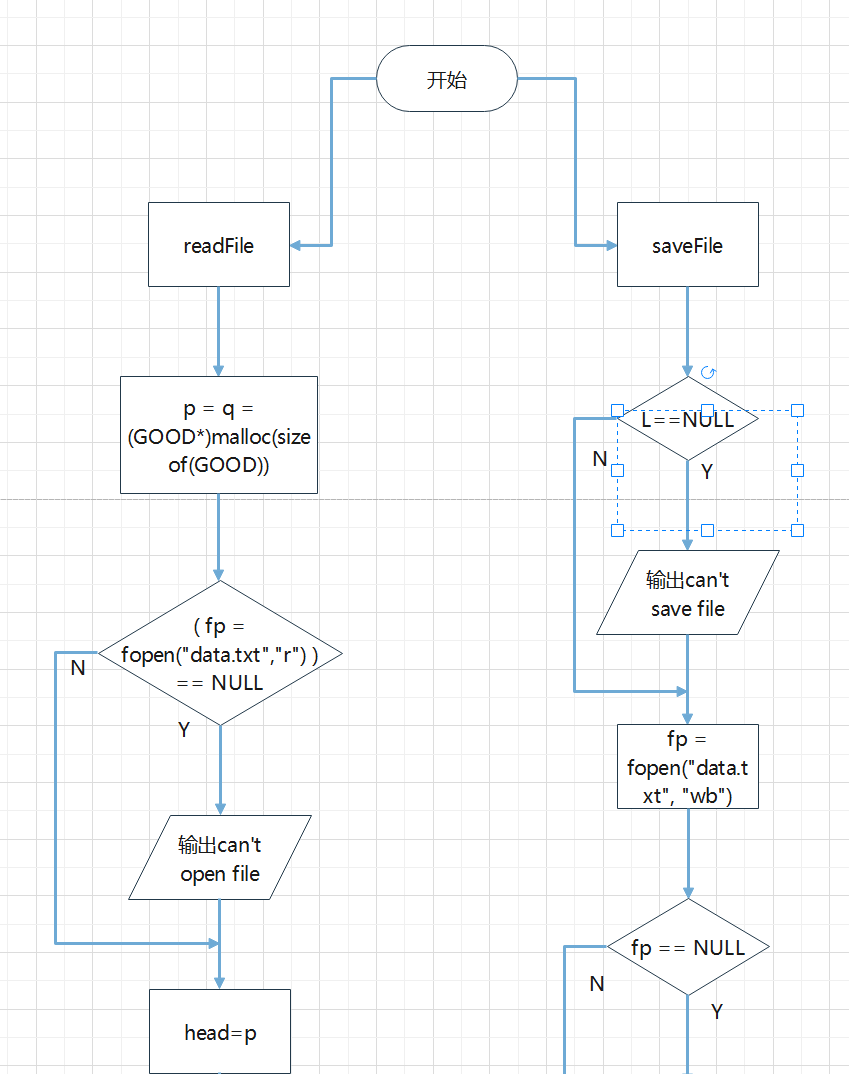 开始
readFile
saveFile
p = q =
(GOOD*)malloc(size
of(GOOD))
L==NULL
N
Y
输出can't
save file
( fp =
fopen("data.txt","r") )
== NULL
N
Y
fp =
fopen("data.t
xt", "wb")
输出can't
open file
fp == NULL
N
Y
head=p